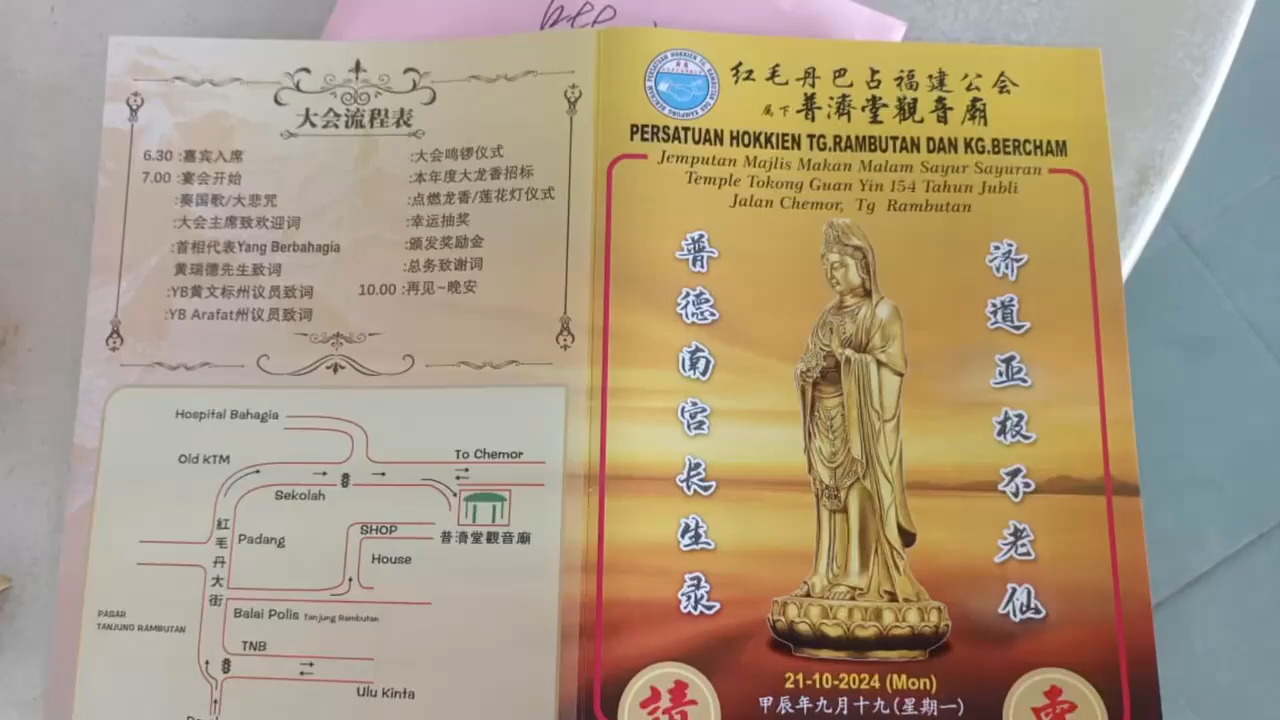 大会流程表
6.30 :嘉宾入席
7.00 :宴会开始
:奏国歌/大悲咒
:大会主席致欢迎词
:首相代表Yang Berbahagia
黄瑞德先生致词
:YB黄文标州议员致词
:YB Arafat州议员致词
:大会鸣锣仪式
:本年度大龙香招标
:点燃龙香/莲花灯仪式
:幸运抽奖
:颁发奖励金
:总务致谢词
10.00 :再见~晚安
Hospital Bahagia
Old KTM
To Chemor
Sekolah
紅毛丹大街
Padang
SHOP
普濟堂觀音廟
House
PASAR
TANJUNG RAMBUTAN
Balai Polis Tanjung Rambutan
TNB
Ulu Kinta
红毛丹巴占福建公会
属下普濟堂觀音廟
PERSATUAN HOKKIEN TG.RAMBUTAN DAN KG.BERCHAM
Jemputan Majlis Makan Malam Sayur Sayuran
Temple Tokong Guan Yin 154 Tahun Jubli
Jalan Chemor, Tg Rambutan
普德南宫长生录
济道亚极不老仙
21-10-2024 (Mon)
甲辰年九月十九(星期一)
請